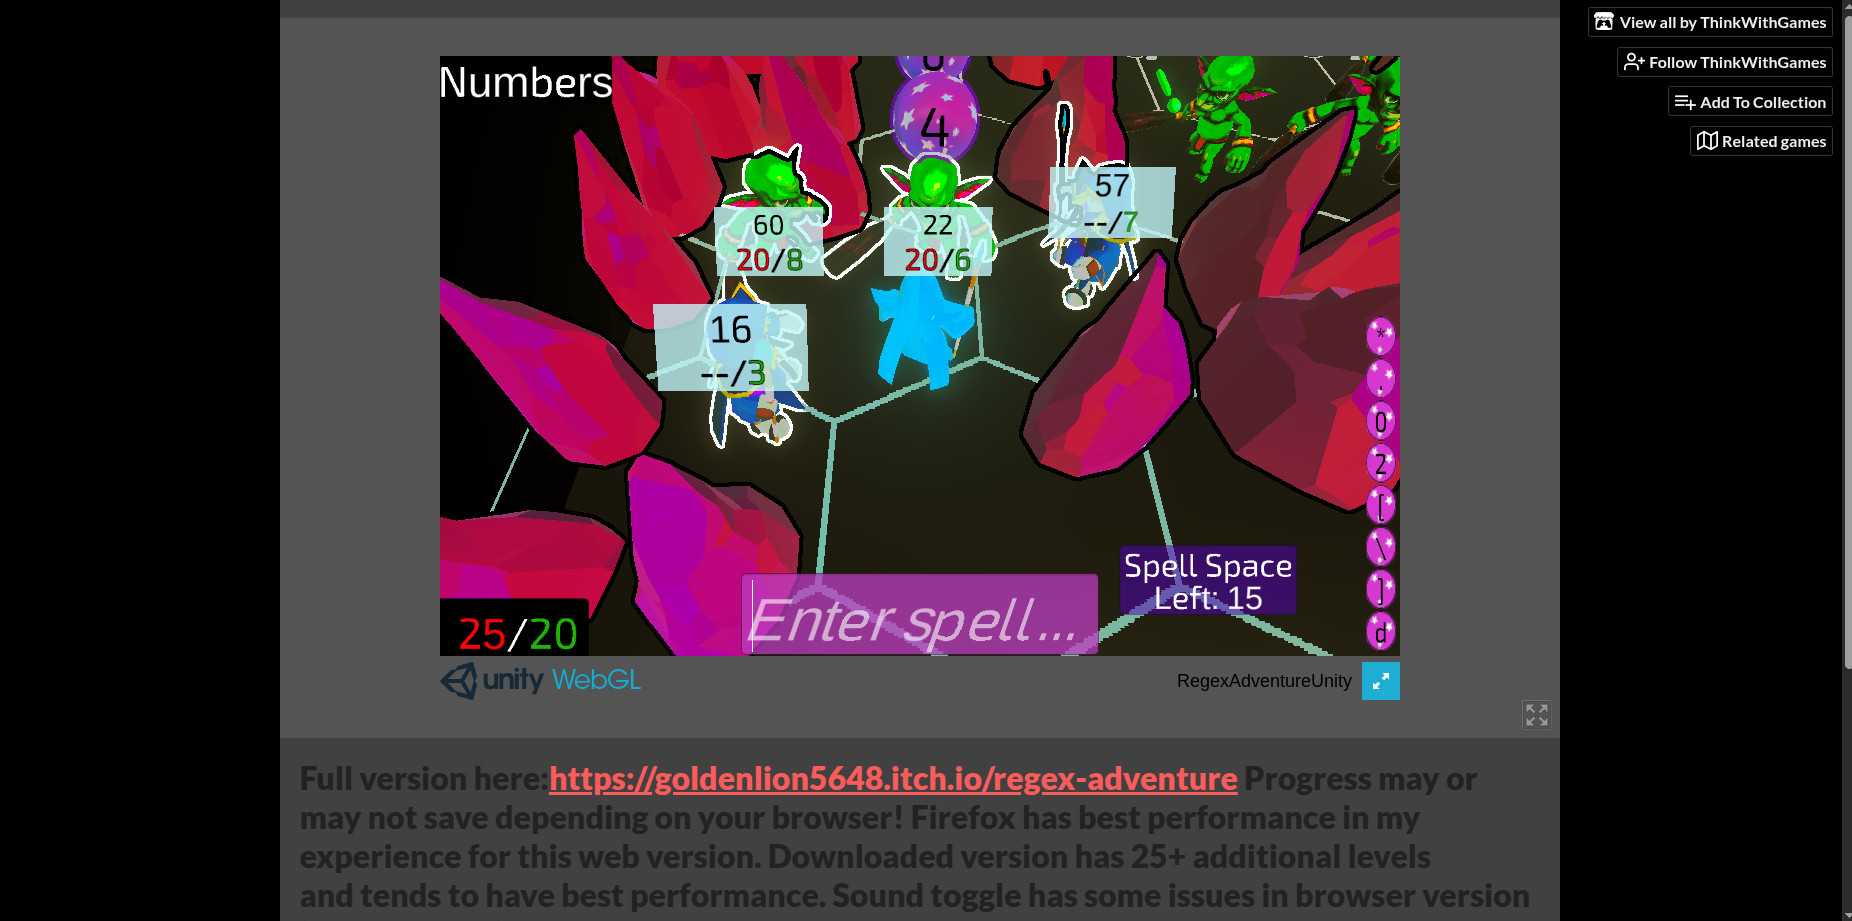 View all by ThinkWithGames
Follow ThinkWithGames
Add To Collection
Related games
Numbers
4
57
--/7
60
20/8
22
20/6
16
--/3
*
.
0
2
[
\
]
d
Spell Space
Left: 15
Enter spell...
25/20
unity WebGL
RegexAdventureUnity
Full version here:https://goldenlion5648.itch.io/regex-adventure Progress may or
may not save depending on your browser! Firefox has best performance in my
experience for this web version. Downloaded version has 25+ additional levels
and tends to have best performance. Sound toggle has some issues in browser version